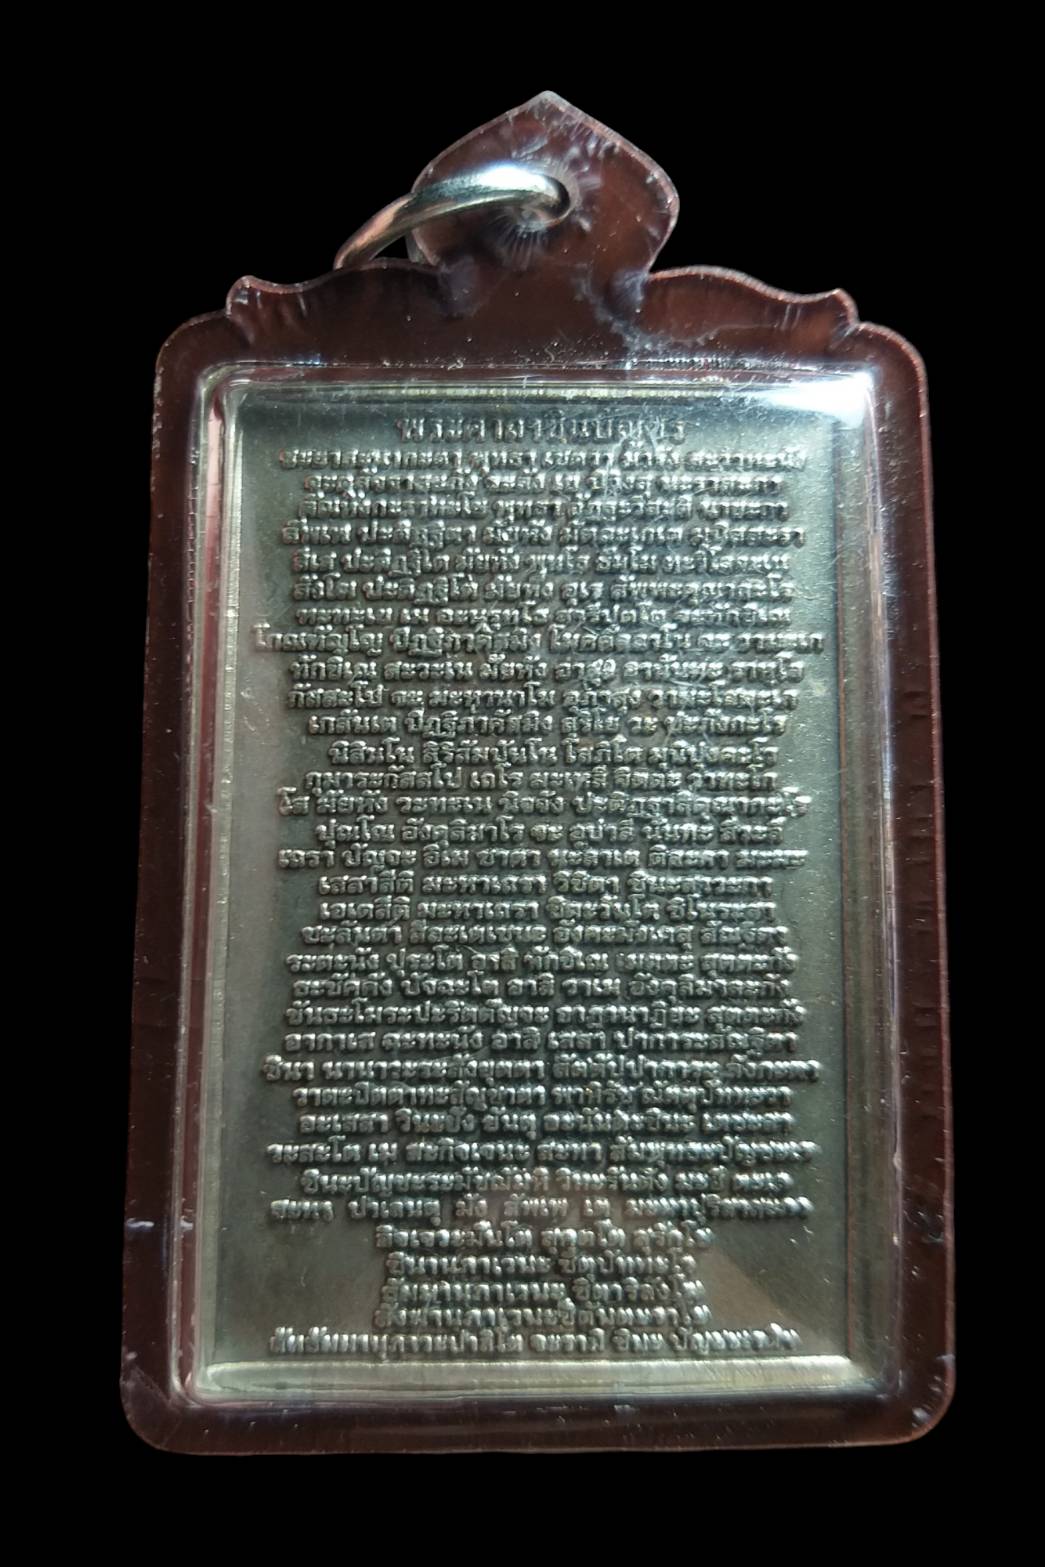 พระคาถาชินบัญชร
ชะยาสะนากะตา พุทธา เชตวา มารัง สะวาหะนัง
จะตุสัจจาสะภัง ระสัง เย ปิวิงสุ นะราสะภา
ตัณหังกะราทะโย พุทธา อัฏฐะวีสะติ นายะกา
มัยหัง มัตถะเกเต มุนิสสะรา
สีเส ปะติฏฐิโต มัยหัง พุทโธ ธัมโม ทะวิโลจะเน
สังโฆ ปะติฏฐิโต มัยหัง อุเร สัพพะคุณากะโร
หะทะเย เม อะนุรุทโธ สารีปุตโต จะทักขิเณ
โกณฑัญโญ ปิฏฐิภาคัสมิง โมคคัลลาโน จะ วามะเก
ทักขิเณ สะวะเน มัยหัง อาสุง อานันทะ ราหุโล
กัสสะโป จะ มะหานาโม อุภาสุง วามะโสตะเก
เกสันเต ปิฏฐิภาคัสมิง สุริโย วะ ปะภังกะโร
นิสินโน สิริสัมปันโน โสภิโต มุนิปุงคะโว
กุมาระกัสสโป เถโร มะเหสี จิตตะ วาทะโก
โส มัยหัง วะทะเน นิจจัง ปะติฏฐาสิคุณากะโร
ปุณโณ อังคุลิมาโร จะ อุปาลี นันทะ สีวะลี
เถรา ปัญจะ อิเม ชาตา นะลาเต ติละกา มะมะ
เสสาสีติ มะหาเถรา วิชิตา ชินะสาวะกา
เอเตสีติ มะหาเถรา ชิตะวันโต ชิโนระสา
ชะลันตา สีละเตเชนะ อังคะมังเคสุ สัณฐิตา
ระตะนัง ปุระโต อาสิ ทักขิเณ เมตตะ สุตตะกัง
ธะชัคคัง ปัจฉะโต อาสิ วาเม อังคุลิมาละกัง
ขันธะโมระปะริตตัญจะ อาฏานาฏิยะ สุตตะกัง
อากาเส ฉะทะนัง อาสิ เสสา ปาการะสัณฐิตา
ชินา นานาวะระสังยุตตา สัตตัปปาการะลังกะตา
วาตะปิตตาทะสัญชาตา พาหิรัช ฌัตตุปัททะวา
อะเสสา วินะยัง ยันตุ อะนันตะชินะ เตชะสา
วะสะโต เม สะกิจเจนะ สะทา สัมพุทธะปัญชะเร
ชินะปัญชะระมัชฌัมหิ วิหะรันตัง มะฮี ตะเล
สะทา ปาเลนตุ มัง สัพเพ เต มะหาปุริสาสะภา
อิจเจวะมันโต สุคุตโต สุรักโข
ชินานุภาเวนะ ชิตุปัททะโว
ธัมมานุภาเวนะ ชิตาริสังโฆ
สังฆานุภาเวนะชิตันตะราโย
สัทธัมมานุภาวะปาลิโต จะรามิ ชินะ ปัญชะเรติ